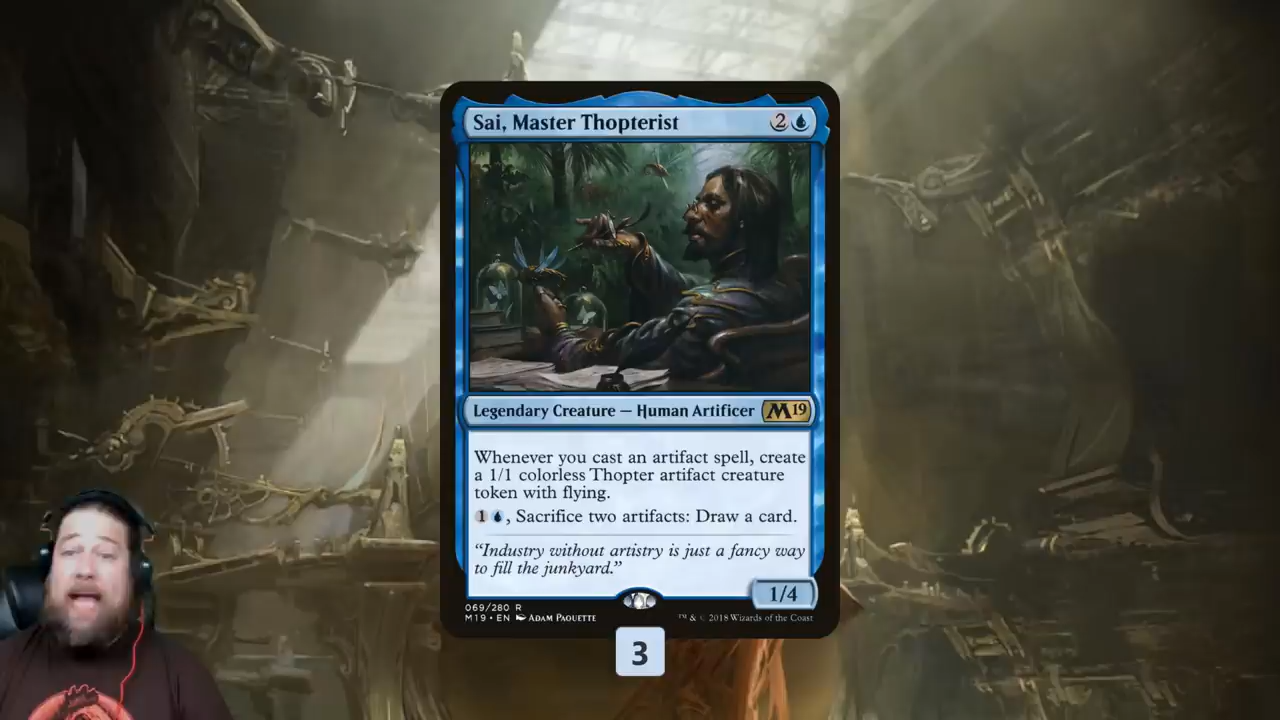 Sai, Master Thopterist 2
Legendary Creature — Human Artificer M19
Whenever you cast an artifact spell, create
a 1/1 colorless Thopter artifact creature
token with flying.
1, Sacrifice two artifacts: Draw a card.
“Industry without artistry is just a fancy way
to fill the junkyard.”
1/4
069/280 R
M19 • EN Adam Paquette ™ & © 2018 Wizards of the Coast
3